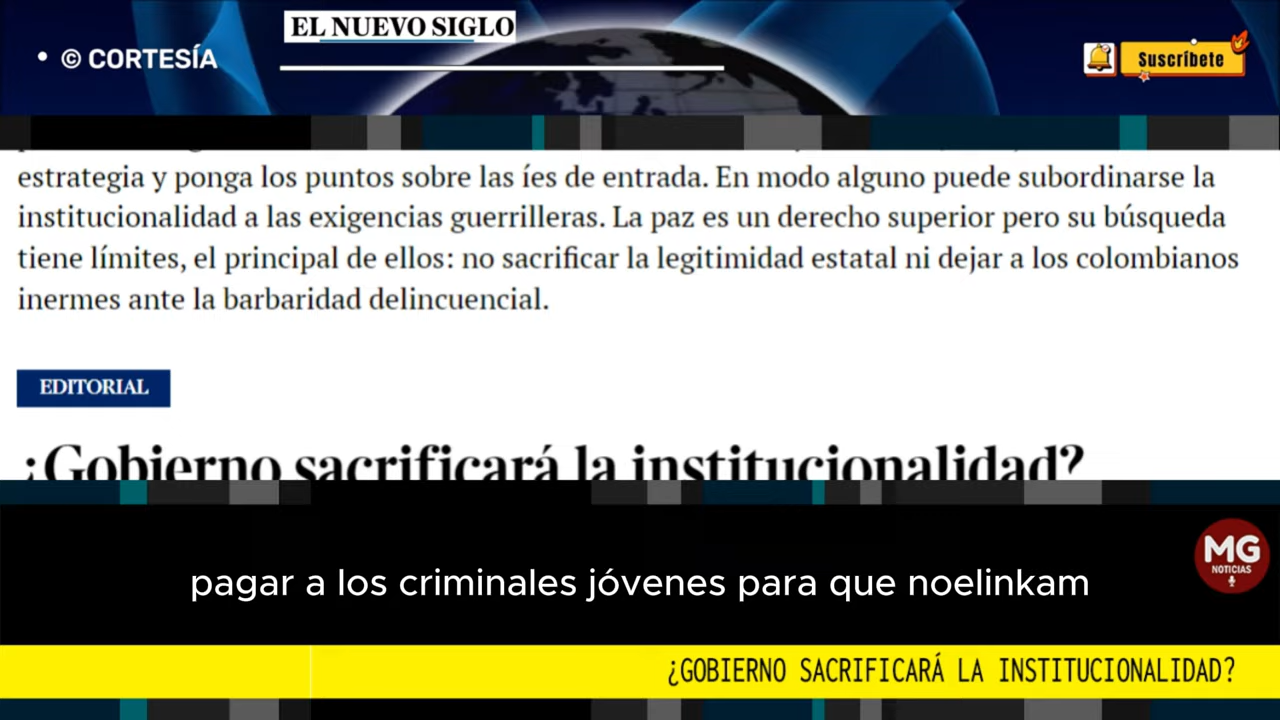 EL NUEVO SIGLO
• © CORTESÍA
Suscríbete
estrategia y ponga los puntos sobre las íes de entrada. En modo alguno puede subordinarse la
institucionalidad a las exigencias guerrilleras. La paz es un derecho superior pero su búsqueda
tiene límites, el principal de ellos: no sacrificar la legitimidad estatal ni dejar a los colombianos
inermes ante la barbaridad delincuencial.
EDITORIAL
¿Gobierno sacrificará la institucionalidad?
MG
NOTICIAS
pagar a los criminales jóvenes para que noelinkam
¿GOBIERNO SACRIFICARÁ LA INSTITUCIONALIDAD?